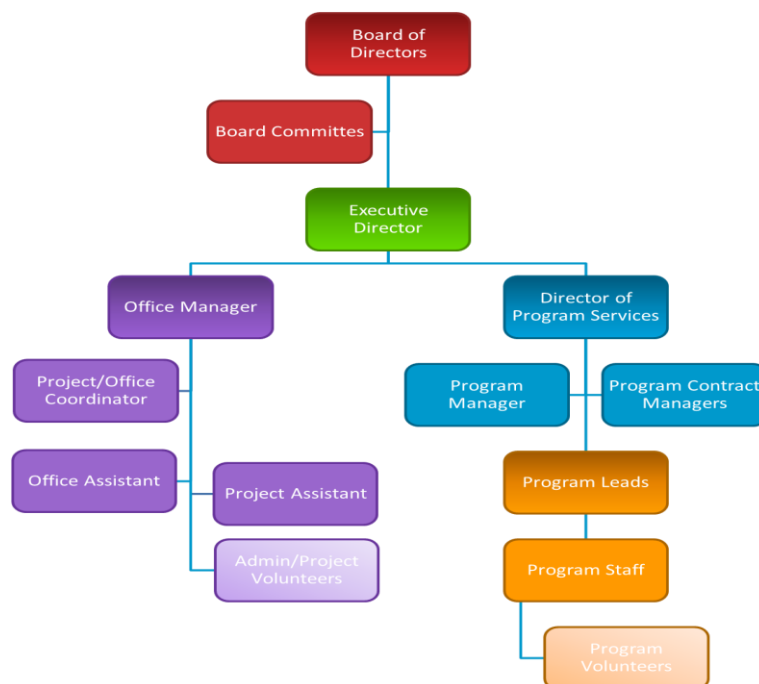 Board of
Directors
Board Committes
Executive
Director
Office Manager
Director of
Program Services
Project/Office
Coordinator
Program
Manager
Program Contract
Managers
Office Assistant
Project Assistant
Program Leads
Admin/Project
Volunteers
Program Staff
Program
Volunteers